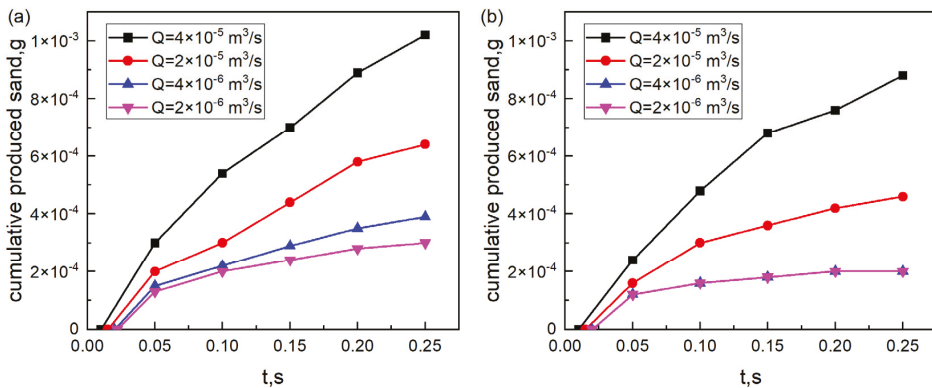 (a)
Q=4×10⁻⁵ m³/s
Q=2×10⁻⁵ m³/s
Q=4×10⁻⁶ m³/s
Q=2×10⁻⁶ m³/s
cumulative produced sand,g
1×10⁻³
8×10⁻⁴
6×10⁻⁴
4×10⁻⁴
2×10⁻⁴
0
0.00 0.05 0.10 0.15 0.20 0.25
t,s
(b)
Q=4×10⁻⁵ m³/s
Q=2×10⁻⁵ m³/s
Q=4×10⁻⁶ m³/s
Q=2×10⁻⁶ m³/s
cumulative produced sand,g
1×10⁻³
8×10⁻⁴
6×10⁻⁴
4×10⁻⁴
2×10⁻⁴
0
0.00 0.05 0.10 0.15 0.20 0.25
t,s